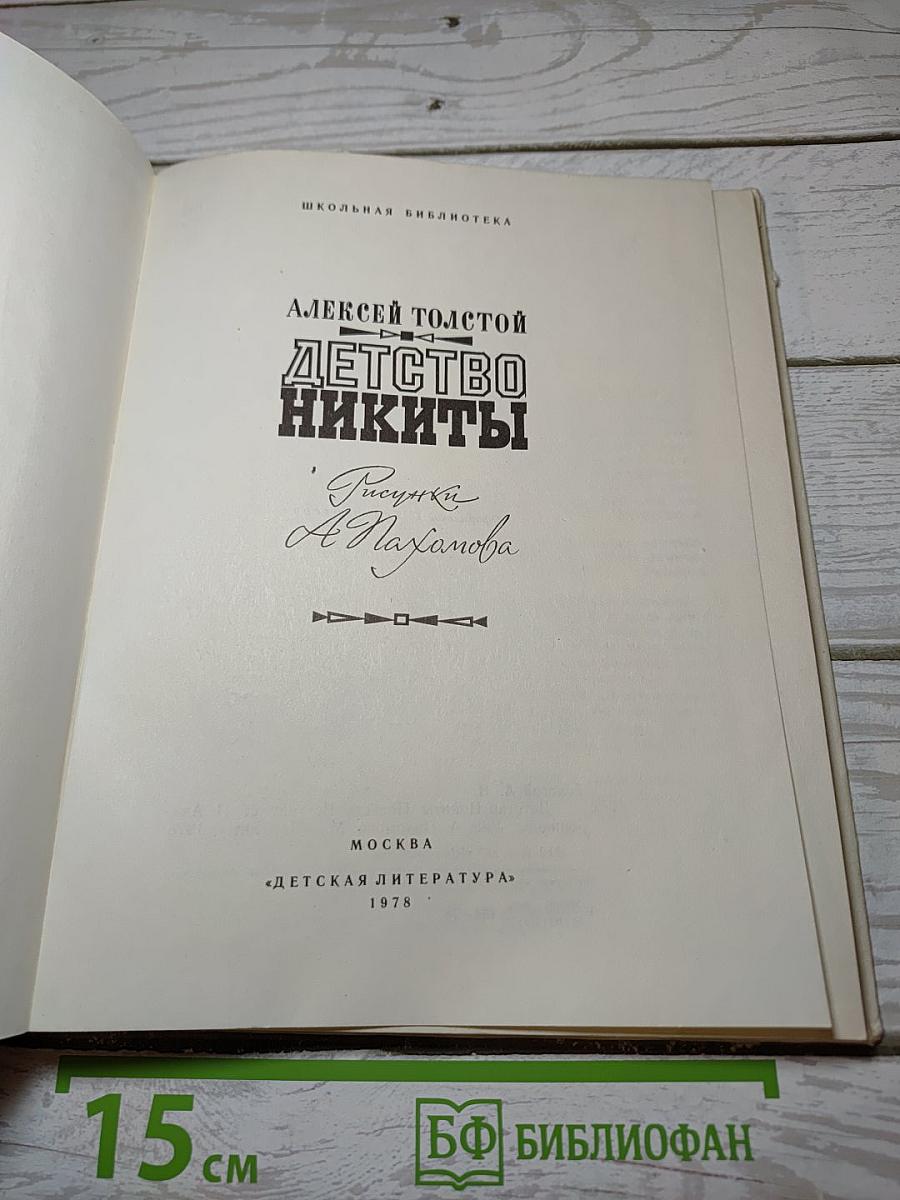 ШКОЛЬНАЯ БИБЛИОТЕКА
АЛЕКСЕЙ ТОЛСТОЙ
ДЕТСТВО
НИКИТЫ
Рисунки
А Пахомова
МОСКВА
«ДЕТСКАЯ ЛИТЕРАТУРА»
1978
15 см
БФ БИБЛИОФАН